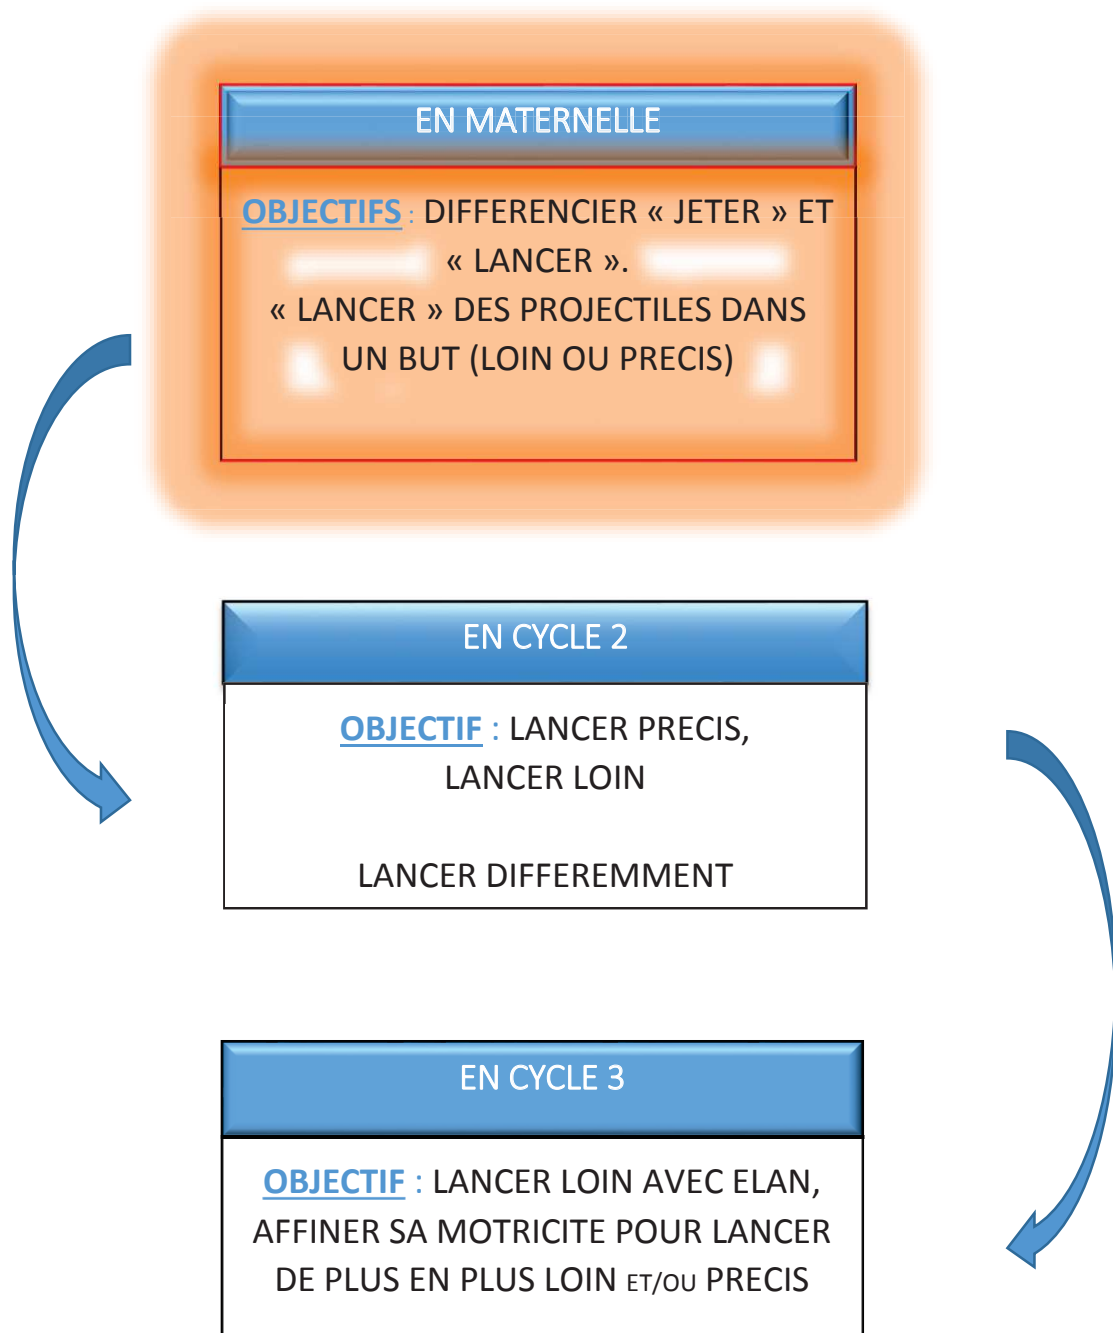 EN MATERNELLE
OBJECTIFS : DIFFERENCIER « JETER » ET
« LANCER ».
« LANCER » DES PROJECTILES DANS
UN BUT (LOIN OU PRECIS)
EN CYCLE 2
OBJECTIF : LANCER PRECIS,
LANCER LOIN
LANCER DIFFEREMMENT
EN CYCLE 3
OBJECTIF : LANCER LOIN AVEC ELAN,
AFFINER SA MOTRICITE POUR LANCER
DE PLUS EN PLUS LOIN ET/OU PRECIS